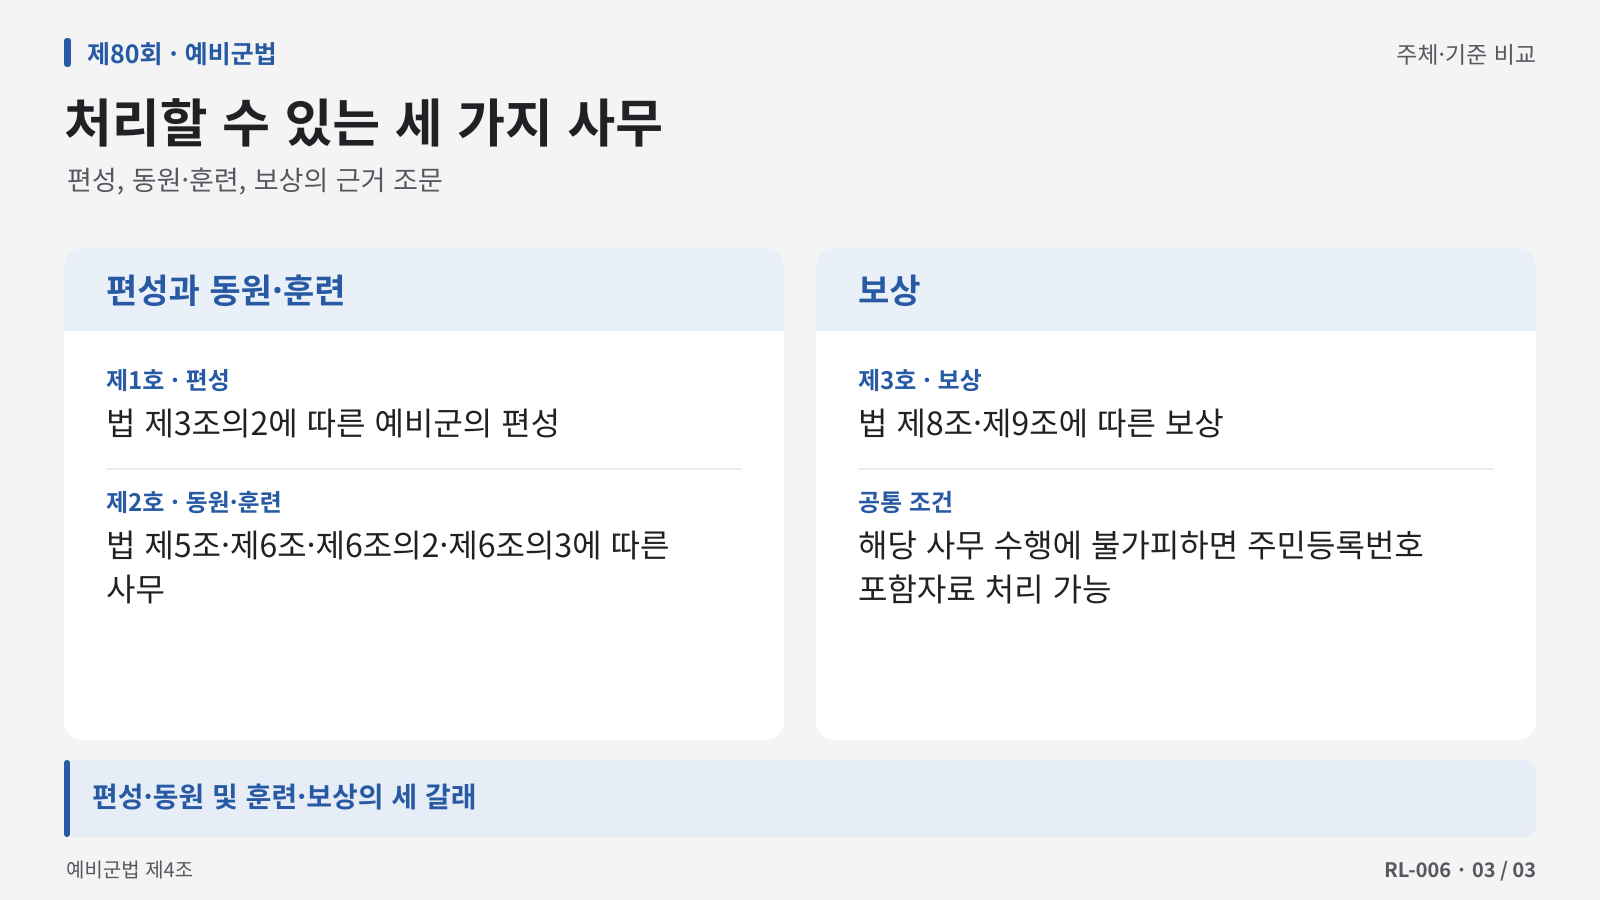 제80회 · 예비군법
주체·기준 비교
처리할 수 있는 세 가지 사무
편성, 동원·훈련, 보상의 근거 조문
편성과 동원·훈련
제1호 · 편성
법 제3조의2에 따른 예비군의 편성
제2호 · 동원·훈련
법 제5조·제6조·제6조의2·제6조의3에 따른
사무
보상
제3호 · 보상
법 제8조·제9조에 따른 보상
공통 조건
해당 사무 수행에 불가피하면 주민등록번호
포함자료 처리 가능
편성·동원 및 훈련·보상의 세 갈래
예비군법 제4조
RL-006 · 03 / 03